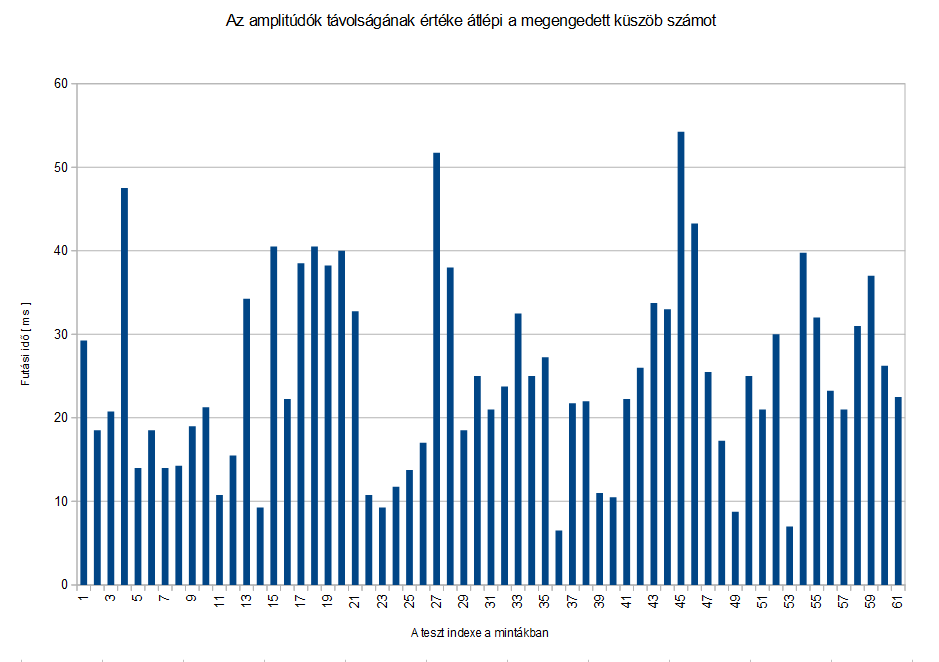 Az amplitúdók távolságának értéke átlépi a megengedett küszöb számot
60
50
40
30
20
10
0
Futási idő [ms]
1 3 5 7 9 11 13 15 17 19 21 23 25 27 29 31 33 35 37 39 41 43 45 47 49 51 53 55 57 59 61
A teszt indexe a mintákban